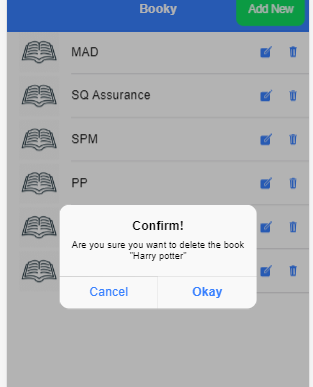 Booky
Add New
MAD
SQ Assurance
SPM
PP
Confirm!
Are you sure you want to delete the book
"Harry potter"
Cancel
Okay